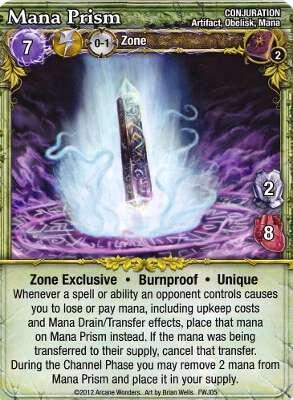 Mana Prism
CONJURATION
Artifact, Obelisk, Mana
7
0-1
Zone
2
2
8
Zone Exclusive • Burnproof • Unique
Whenever a spell or ability an opponent controls causes
you to lose or pay mana, including upkeep costs
and Mana Drain/Transfer effects, place that mana
on Mana Prism instead. If the mana was
being transferred to their supply, cancel that transfer.
During the Channel Phase you may remove 2 mana from
Mana Prism and place it in your supply.
©2012 Arcane Wonders. Art by Brian Wells. FWJ05